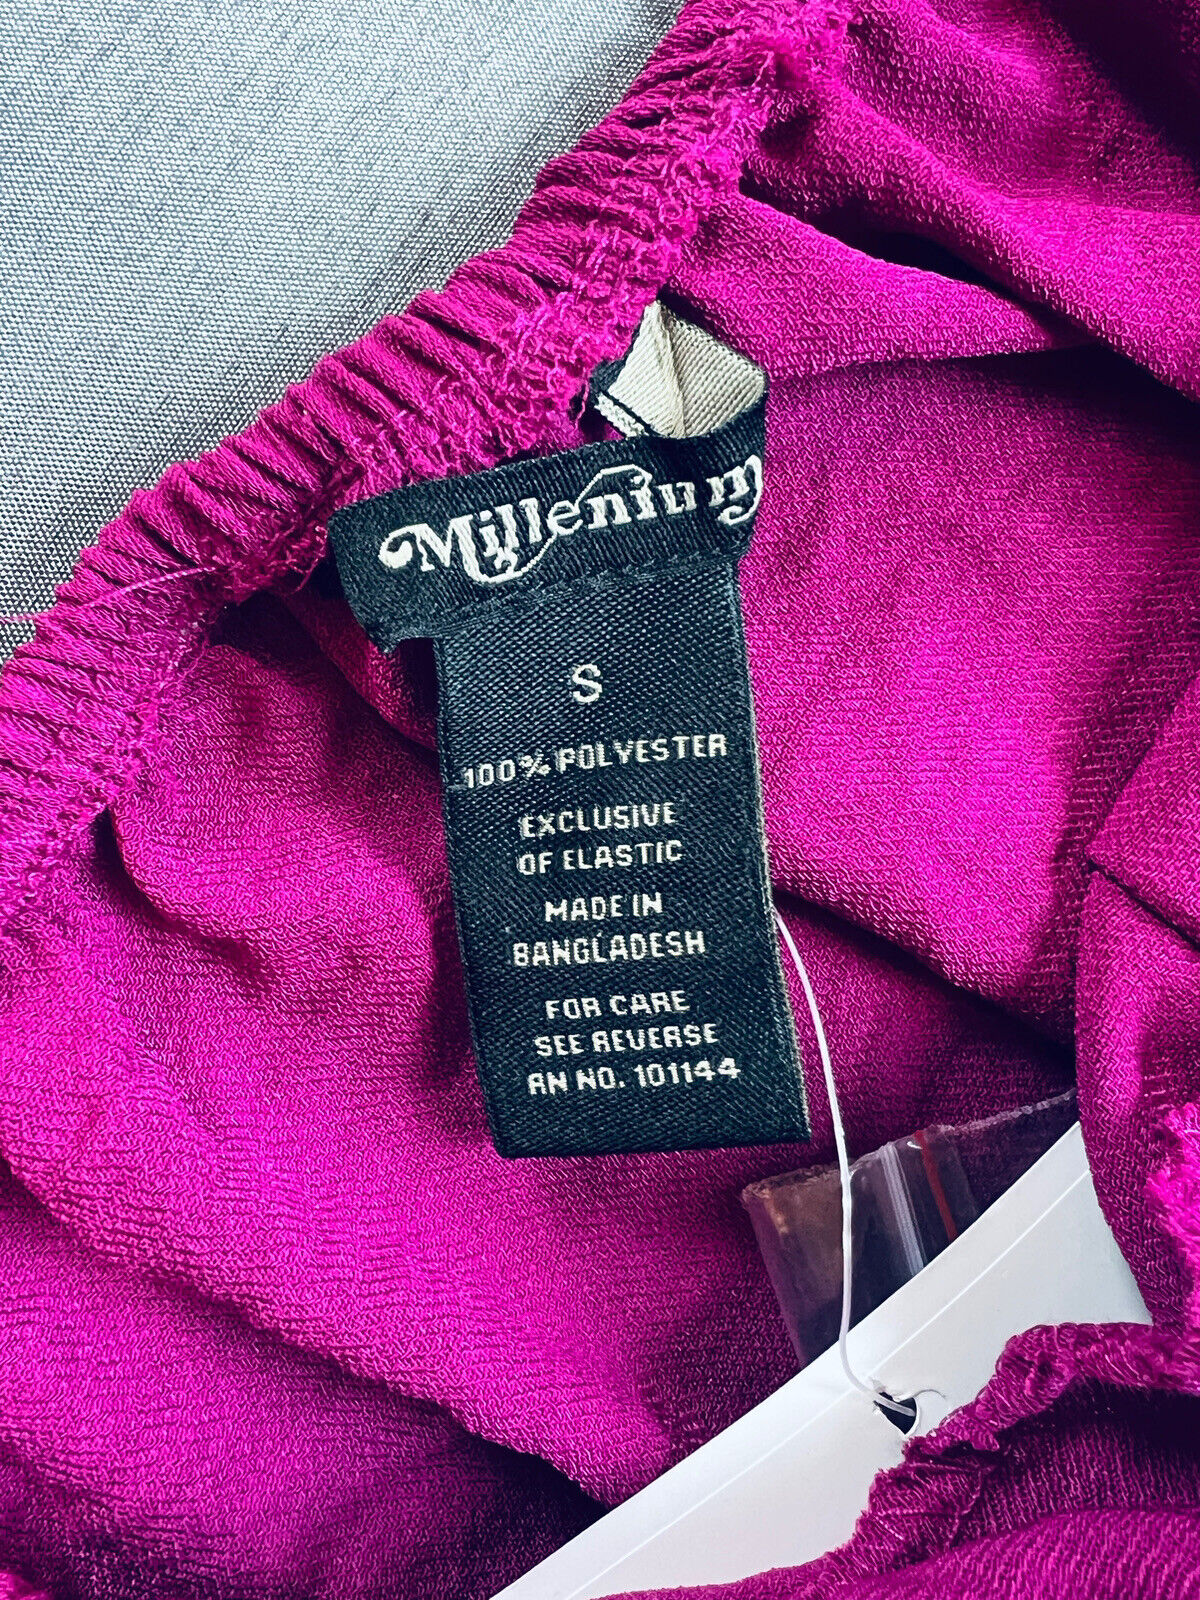 Millenium
S
100% POLYESTER
EXCLUSIVE
OF ELASTIC
MADE IN
BANGLADESH
FOR CARE
SEE REVERSE
RN NO. 101144